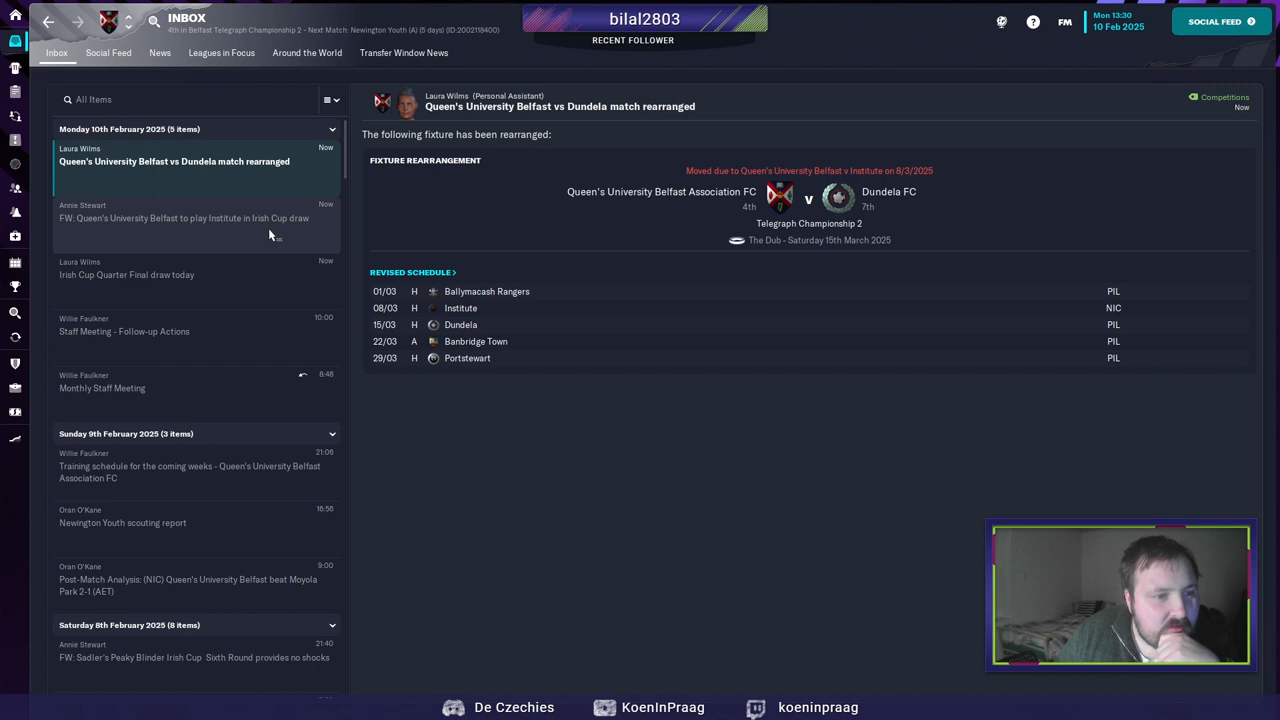 INBOX
4th in Belfast Telegraph Championship 2 - Next Match: Newington Youth (A) (5 days) (ID:2002118400)
bilal2803
RECENT FOLLOWER
FM
Mon 13:30
10 Feb 2025
SOCIAL FEED
Inbox
Social Feed
News
Leagues in Focus
Around the World
Transfer Window News
All Items
Monday 10th February 2025 (5 items)
Laura Wilms
Now
Queen's University Belfast vs Dundela match rearranged
Annie Stewart
Now
FW: Queen's University Belfast to play Institute in Irish Cup draw
Laura Wilms
Now
Irish Cup Quarter Final draw today
Willie Faulkner
10:00
Staff Meeting - Follow-up Actions
Willie Faulkner
8:48
Monthly Staff Meeting
Sunday 9th February 2025 (3 items)
Willie Faulkner
21:06
Training schedule for the coming weeks - Queen's University Belfast
Association FC
Oran O'Kane
16:56
Newington Youth scouting report
Oran O'Kane
9:00
Post-Match Analysis: (NIC) Queen's University Belfast beat Moyola
Park 2-1 (AET)
Saturday 8th February 2025 (8 items)
Annie Stewart
21:40
FW: Sadler's Peaky Blinder Irish Cup Sixth Round provides no shocks
Laura Wilms (Personal Assistant)
Queen's University Belfast vs Dundela match rearranged
Competitions
Now
The following fixture has been rearranged:
FIXTURE REARRANGEMENT
Moved due to Queen's University Belfast v Institute on 8/3/2025
Queen's University Belfast Association FC
4th
v
Dundela FC
7th
Telegraph Championship 2
The Dub - Saturday 15th March 2025
REVISED SCHEDULE >
01/03 H Ballymacash Rangers PIL
08/03 H Institute NIC
15/03 H Dundela PIL
22/03 A Banbridge Town PIL
29/03 H Portstewart PIL
De Czechies
KoenInPraag
koeninpraag